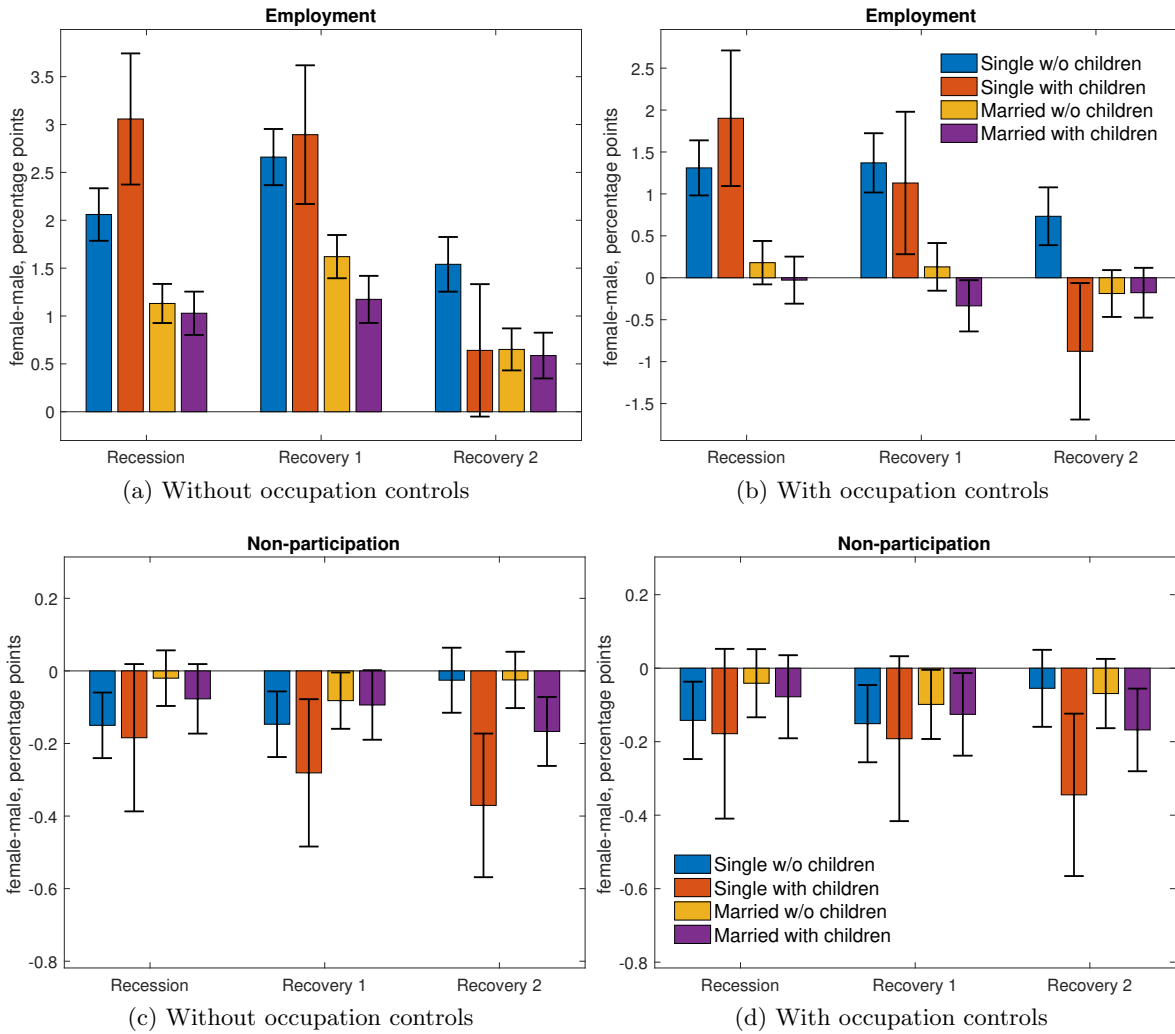 Employment
female-male, percentage points
3.5
3
2.5
2
1.5
1
0.5
0
Recession Recovery 1 Recovery 2
(a) Without occupation controls
Employment
female-male, percentage points
2.5
2
1.5
1
0.5
0
-0.5
-1
-1.5
Single w/o children
Single with children
Married w/o children
Married with children
Recession Recovery 1 Recovery 2
(b) With occupation controls
Non-participation
female-male, percentage points
0.2
0
-0.2
-0.4
-0.6
-0.8
Recession Recovery 1 Recovery 2
(c) Without occupation controls
Non-participation
female-male, percentage points
0.2
0
-0.2
-0.4
-0.6
-0.8
Single w/o children
Single with children
Married w/o children
Married with children
Recession Recovery 1 Recovery 2
(d) With occupation controls